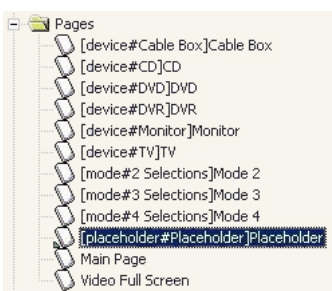 Pages
[device#Cable Box]Cable Box
[device#CD]CD
[device#DVD]DVD
[device#DVR]DVR
[device#Monitor]Monitor
[device#TV]TV
[mode#2 Selections]Mode 2
[mode#3 Selections]Mode 3
[mode#4 Selections]Mode 4
[placeholder#Placeholder]Placeholder
Main Page
Video Full Screen